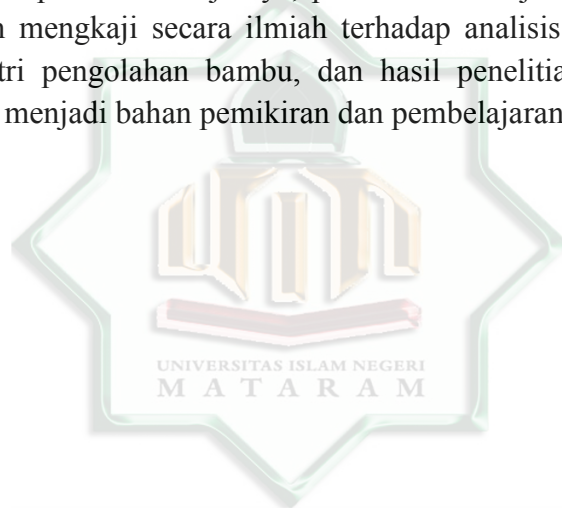 mengkaji secara ilmiah terhadap analisis
tri pengolahan bambu, dan hasil penelitia
menjadi bahan pemikiran dan pembelajaran
UNIVERSITAS ISLAM NEGERI
MATARAM